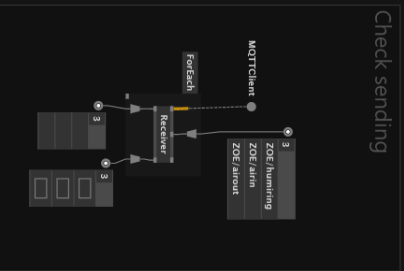 Check sending
MQTTClient
3
ZOE/humiring
ZOE/airin
ZOE/airout
ForEach
Receiver
3
3